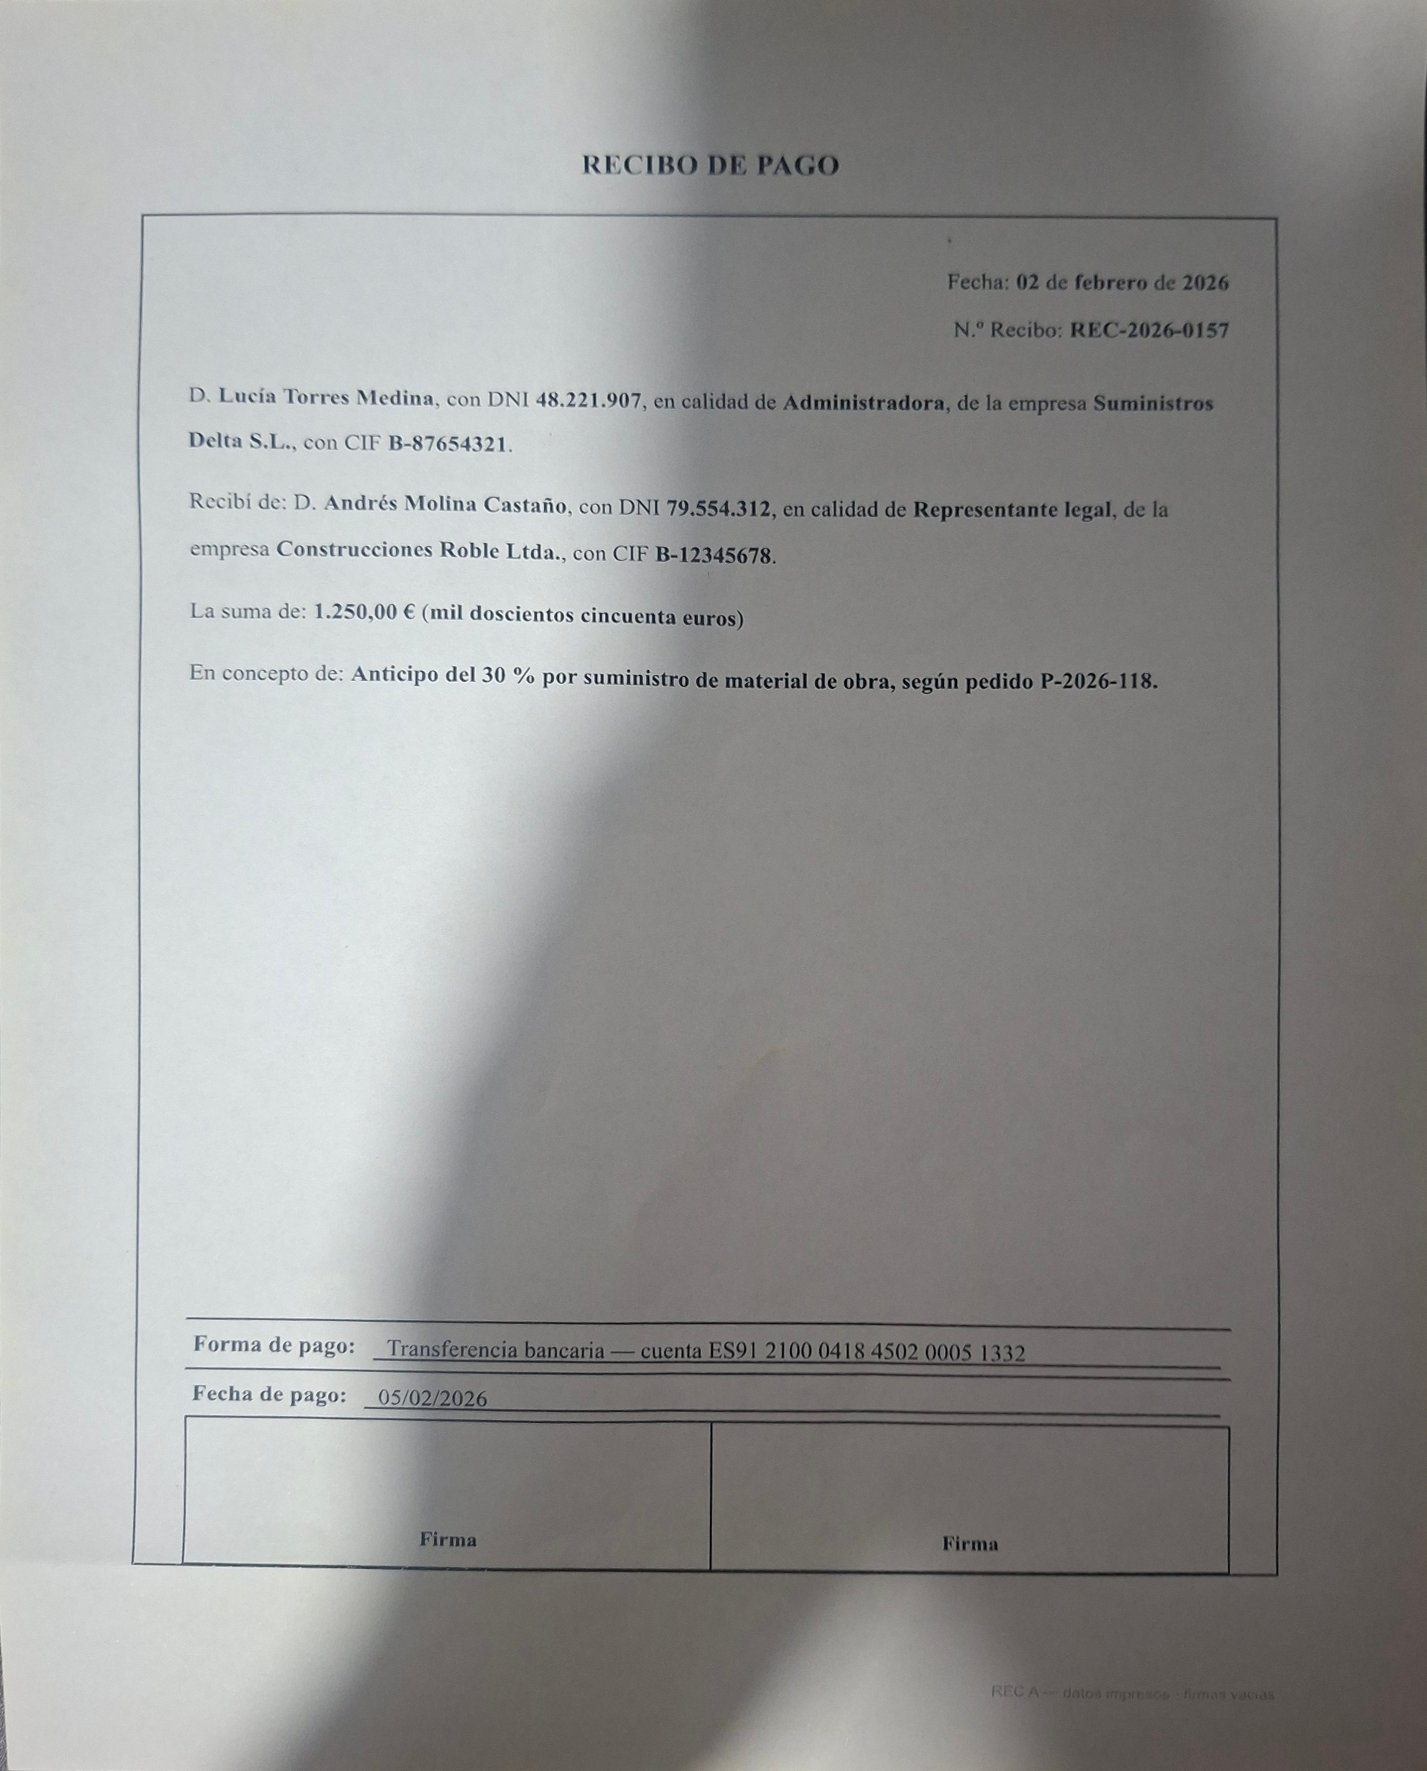 RECIBO DE PAGO
Fecha: 02 de febrero de 2026
N.º Recibo: REC-2026-0157
D. Lucía Torres Medina, con DNI 48.221.907, en calidad de Administradora, de la empresa Suministros
Delta S.L., con CIF B-87654321.
Recibí de: D. Andrés Molina Castaño, con DNI 79.554.312, en calidad de Representante legal, de la
empresa Construcciones Roble Ltda., con CIF B-12345678.
La suma de: 1.250,00 € (mil doscientos cincuenta euros)
En concepto de: Anticipo del 30 % por suministro de material de obra, según pedido P-2026-118.
Forma de pago: Transferencia bancaria — cuenta ES91 2100 0418 4502 0005 1332
Fecha de pago: 05/02/2026
Firma Firma
REC A — datos impresos · firmas vacías